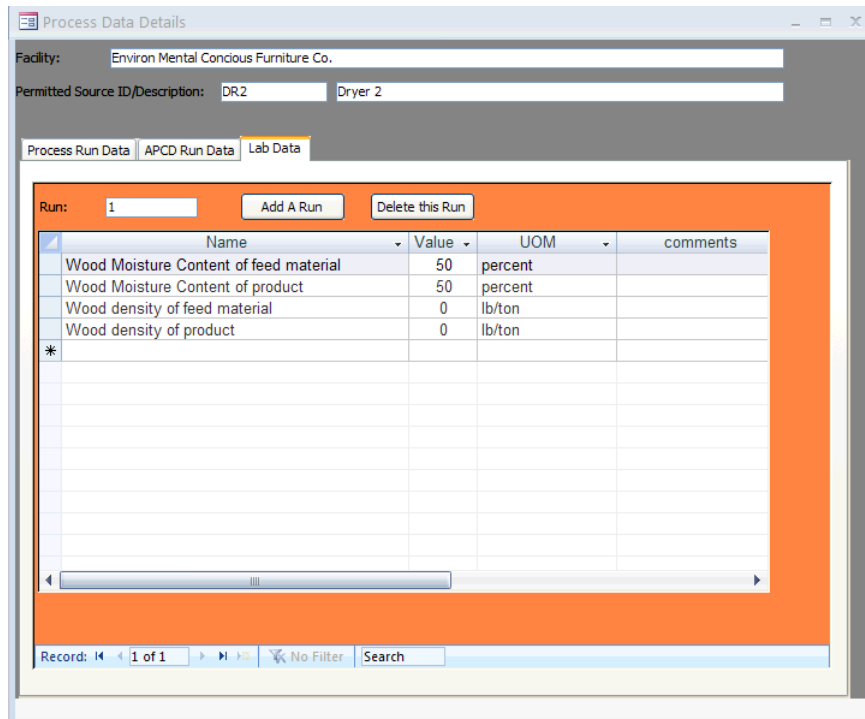 Process Data Details
Facility: Environ Mental Concious Furniture Co.
Permitted Source ID/Description: DR2 Dryer 2
Process Run Data APCD Run Data Lab Data
Run: 1 Add A Run Delete this Run
Name Value UOM comments
Wood Moisture Content of feed material 50 percent
Wood Moisture Content of product 50 percent
Wood density of feed material 0 lb/ton
Wood density of product 0 lb/ton
Record: 1 of 1 No Filter Search